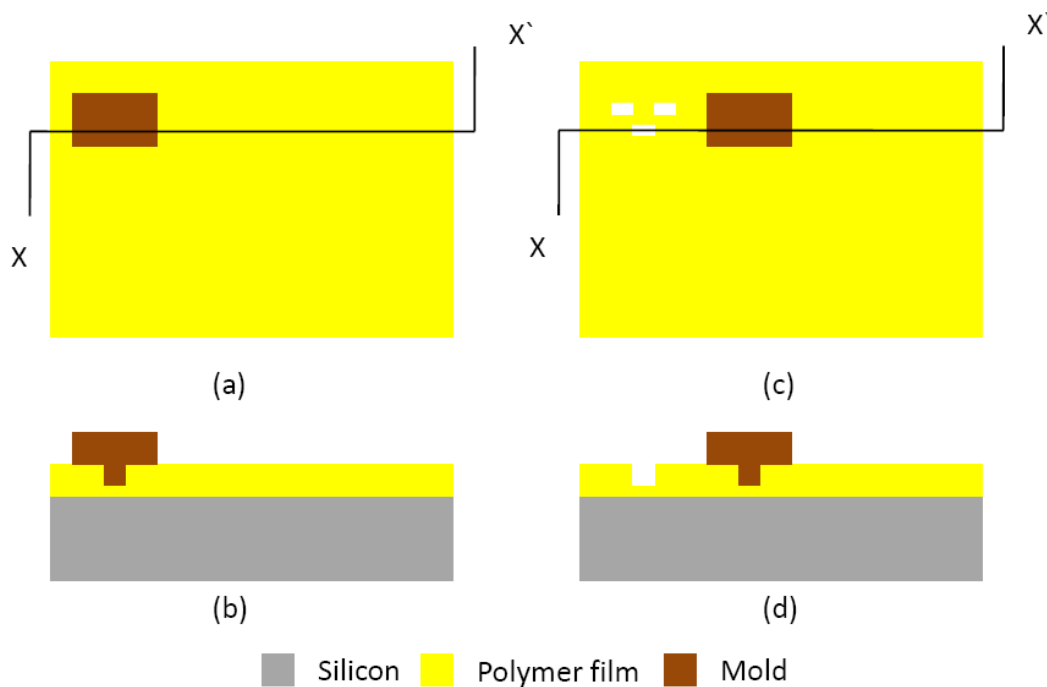 X`
X`
X
X
(a)
(c)
(b)
(d)
Silicon Polymer film Mold